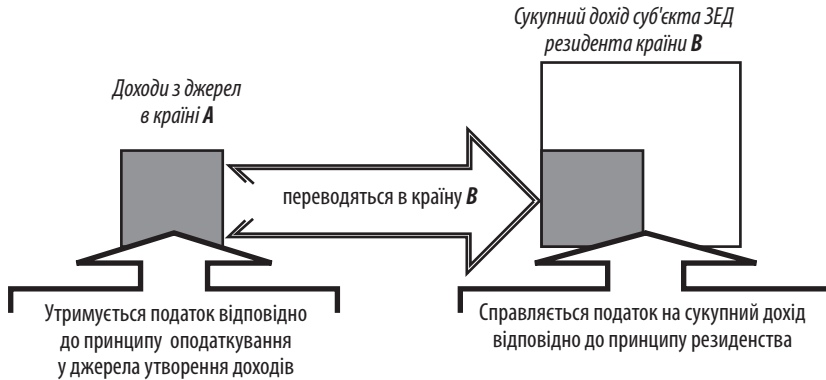 Сукупний дохід суб'єкта ЗЕД
резидента країни B
Доходи з джерел
в країні A
переводяться в країну B
Утримується податок відповідно
до принципу оподаткування
у джерела утворення доходів
Справляється податок на сукупний дохід
відповідно до принципу резиденства